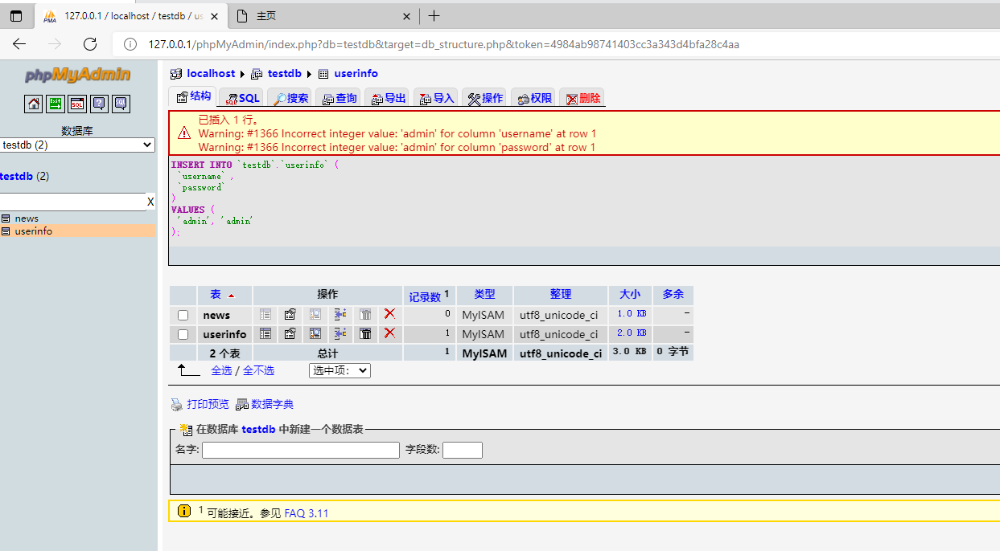 127.0.0.1 / localhost / testdb / us
主页
127.0.0.1/phpMyAdmin/index.php?db=testdb&target=db_structure.php&token=4984ab98741403cc3a343d4bfa28c4aa
phpMyAdmin
数据库
testdb (2)
testdb (2)
X
news
userinfo
localhost testdb userinfo
结构 SQL 搜索 查询 导出 导入 操作 权限 删除
已插入 1 行。
Warning: #1366 Incorrect integer value: 'admin' for column 'username' at row 1
Warning: #1366 Incorrect integer value: 'admin' for column 'password' at row 1
INSERT INTO `testdb`.`userinfo` (
`username` ,
`password`
)
VALUES (
'admin', 'admin'
);
表 操作 记录数 1 类型 整理 大小 多余
news 0 MyISAM utf8_unicode_ci 1.0 KB -
userinfo 1 MyISAM utf8_unicode_ci 2.0 KB -
2 个表 总计 1 MyISAM utf8_unicode_ci 3.0 KB 0 字节
全选 / 全不选 选中项:
打印预览 数据字典
在数据库 testdb 中新建一个数据表
名字: 字段数:
1 可能接近。参见 FAQ 3.11